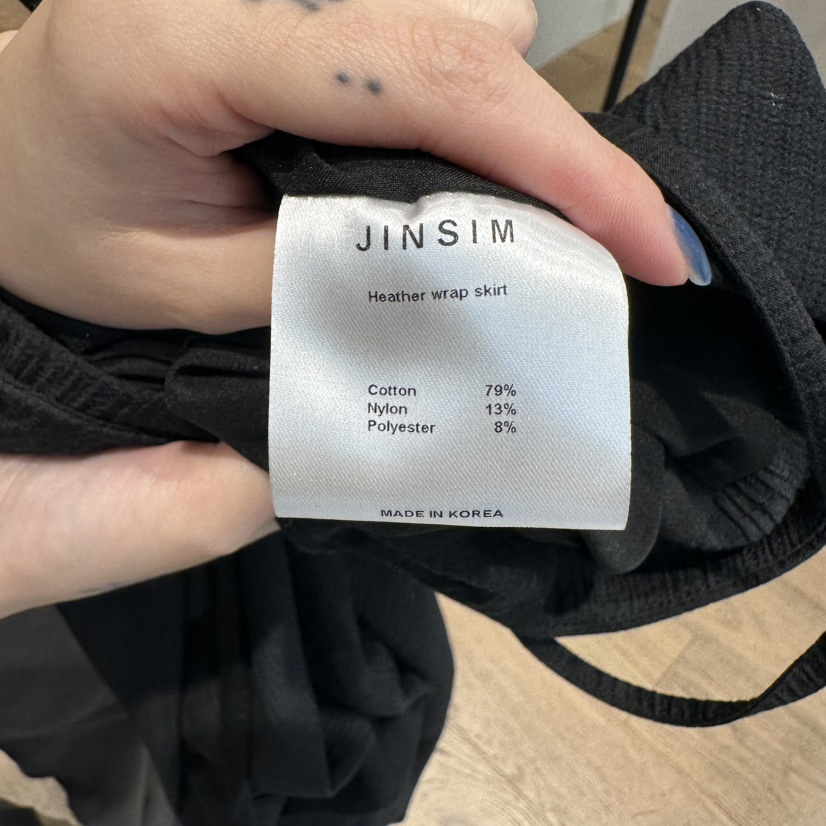 JINSIM
Heather wrap skirt
Cotton 79%
Nylon 13%
Polyester 8%
MADE IN KOREA